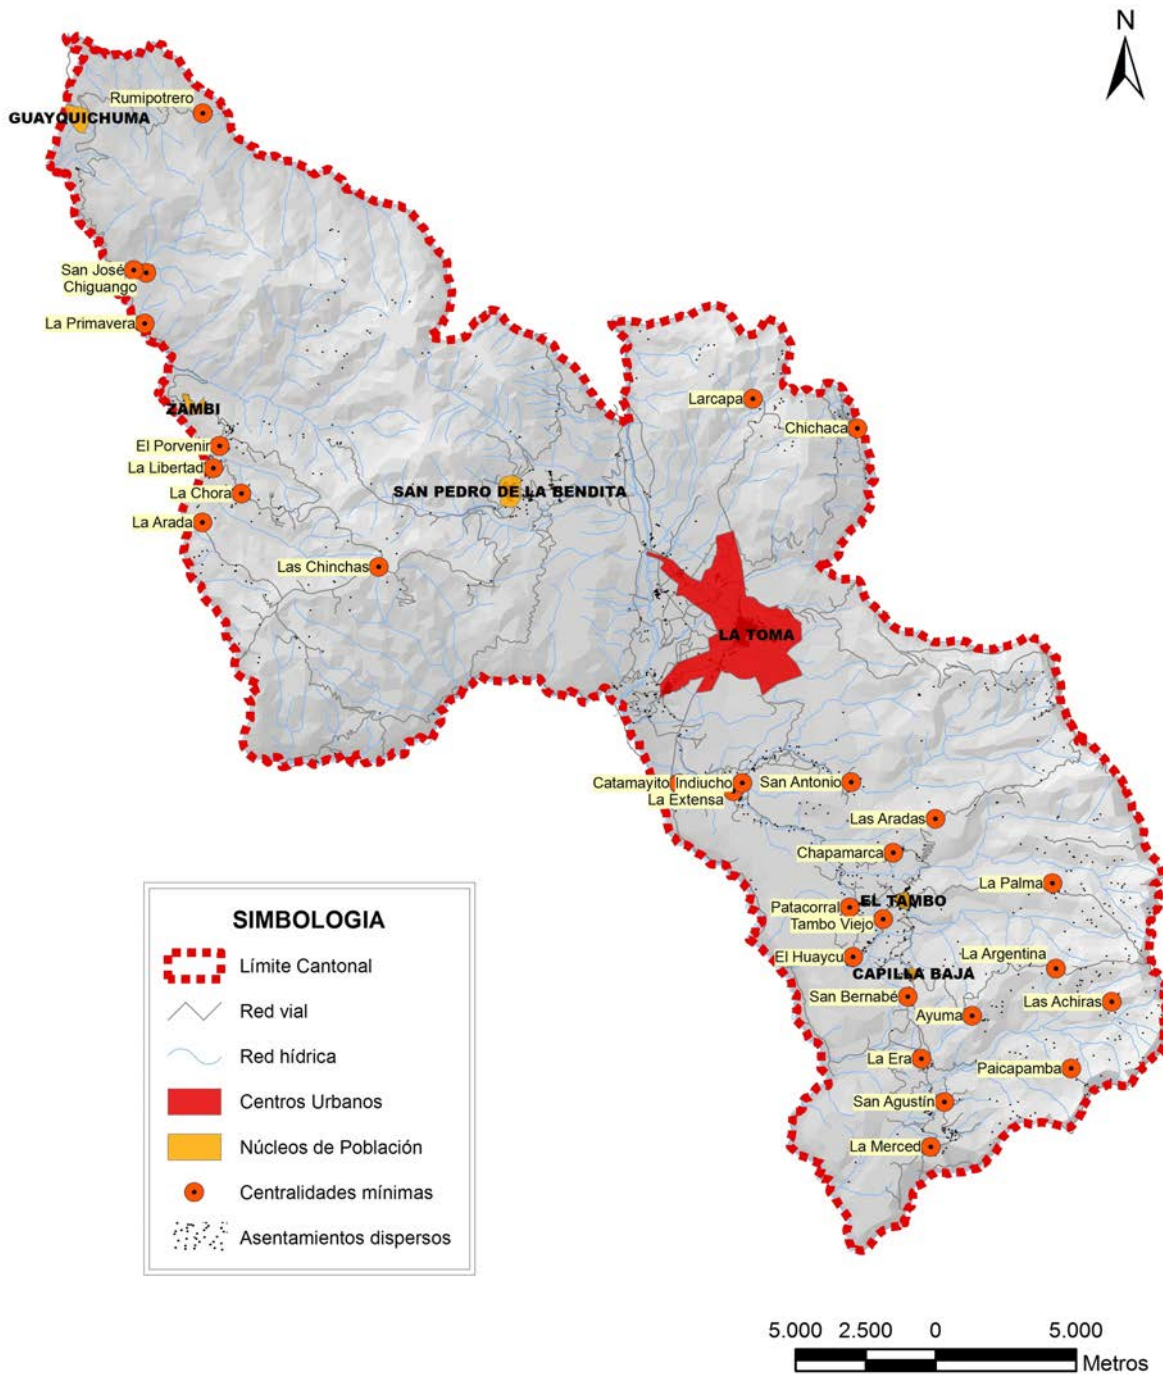 N
Rumipotrero
GUAYQUICHUMA
San José
Chiguango
La Primavera
Larcapa
ZAMBI
Chichaca
El Porvenir
La Libertad
SAN PEDRO DE LA BENDITA
La Chora
La Arada
Las Chinchas
LA TOMA
Catamayito Indiucho
San Antonio
La Extensa
Las Aradas
Chapamarca
La Palma
EL TAMBO
Patacorral
Tambo Viejo
La Argentina
El Huaycu
CAPILLA BAJA
San Bernabé
Las Achiras
Ayuma
La Era
Paicapamba
San Agustín
La Merced
SIMBOLOGIA
Límite Cantonal
Red vial
Red hídrica
Centros Urbanos
Núcleos de Población
Centralidades mínimas
Asentamientos dispersos
5.000 2.500 0 5.000
Metros